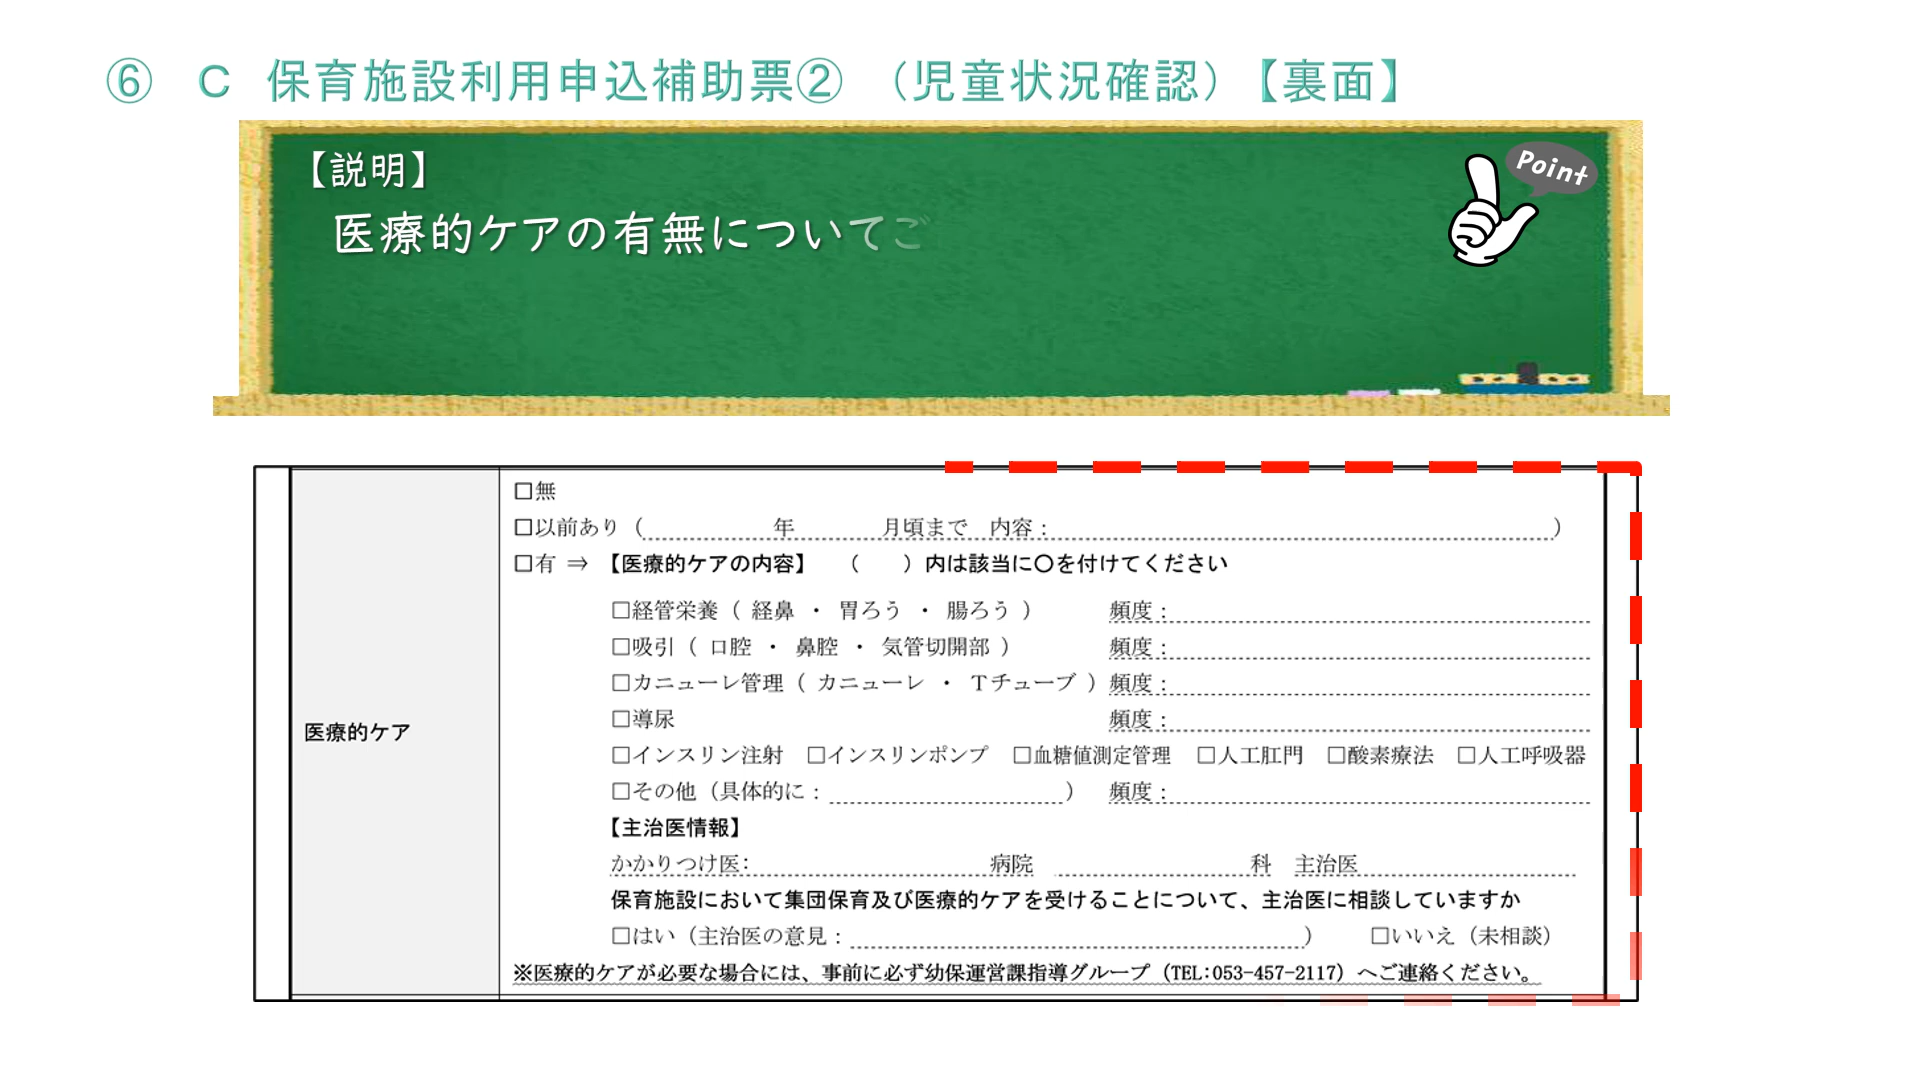 ⑥ C 保育施設利用申込補助票② （児童状況確認）【裏面】
【説明】
Point
医療的ケアの有無についてご
医療的ケア
□無
□以前あり（ 年 月頃まで 内容： ）
□有 ⇒ 【医療的ケアの内容】 （ ）内は該当に〇を付けてください
□経管栄養（ 経鼻 ・ 胃ろう ・ 腸ろう ） 頻度：
□吸引（ 口腔 ・ 鼻腔 ・ 気管切開部 ） 頻度：
□カニューレ管理（ カニューレ ・ Tチューブ ） 頻度：
□導尿 頻度：
□インスリン注射 □インスリンポンプ □血糖値測定管理 □人工肛門 □酸素療法 □人工呼吸器
□その他（具体的に： ） 頻度：
【主治医情報】
かかりつけ医： 病院 科 主治医
保育施設において集団保育及び医療的ケアを受けることについて、主治医に相談していますか
□はい（主治医の意見： ） □いいえ（未相談）
※医療的ケアが必要な場合には、事前に必ず幼保運営課指導グループ（TEL:053-457-2117）へご連絡ください。